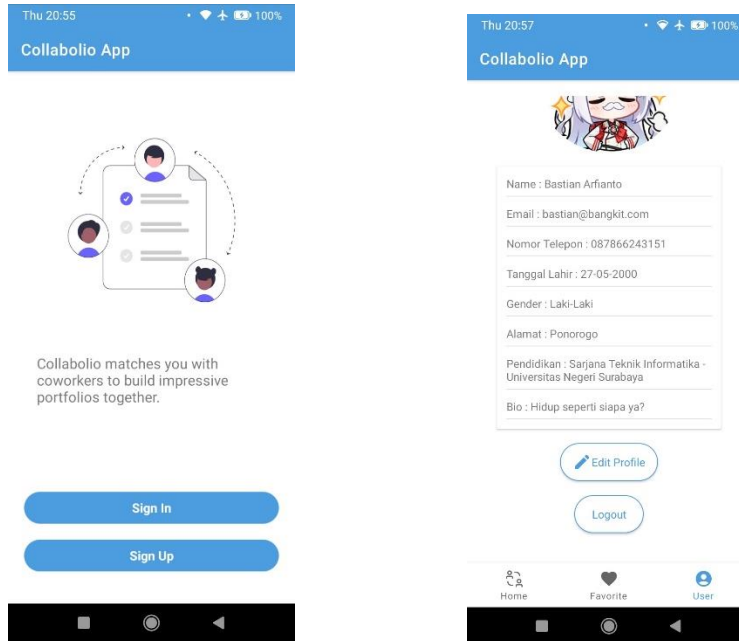 Thu 20:55
100%
Collabolio App
Collabolio matches you with
coworkers to build impressive
portfolios together.
Sign In
Sign Up
Thu 20:57
100%
Collabolio App
Name : Bastian Arfianto
Email : bastian@bangkit.com
Nomor Telepon : 087866243151
Tanggal Lahir : 27-05-2000
Gender : Laki-Laki
Alamat : Ponorogo
Pendidikan : Sarjana Teknik Informatika -
Universitas Negeri Surabaya
Bio : Hidup seperti siapa ya?
Edit Profile
Logout
Home
Favorite
User